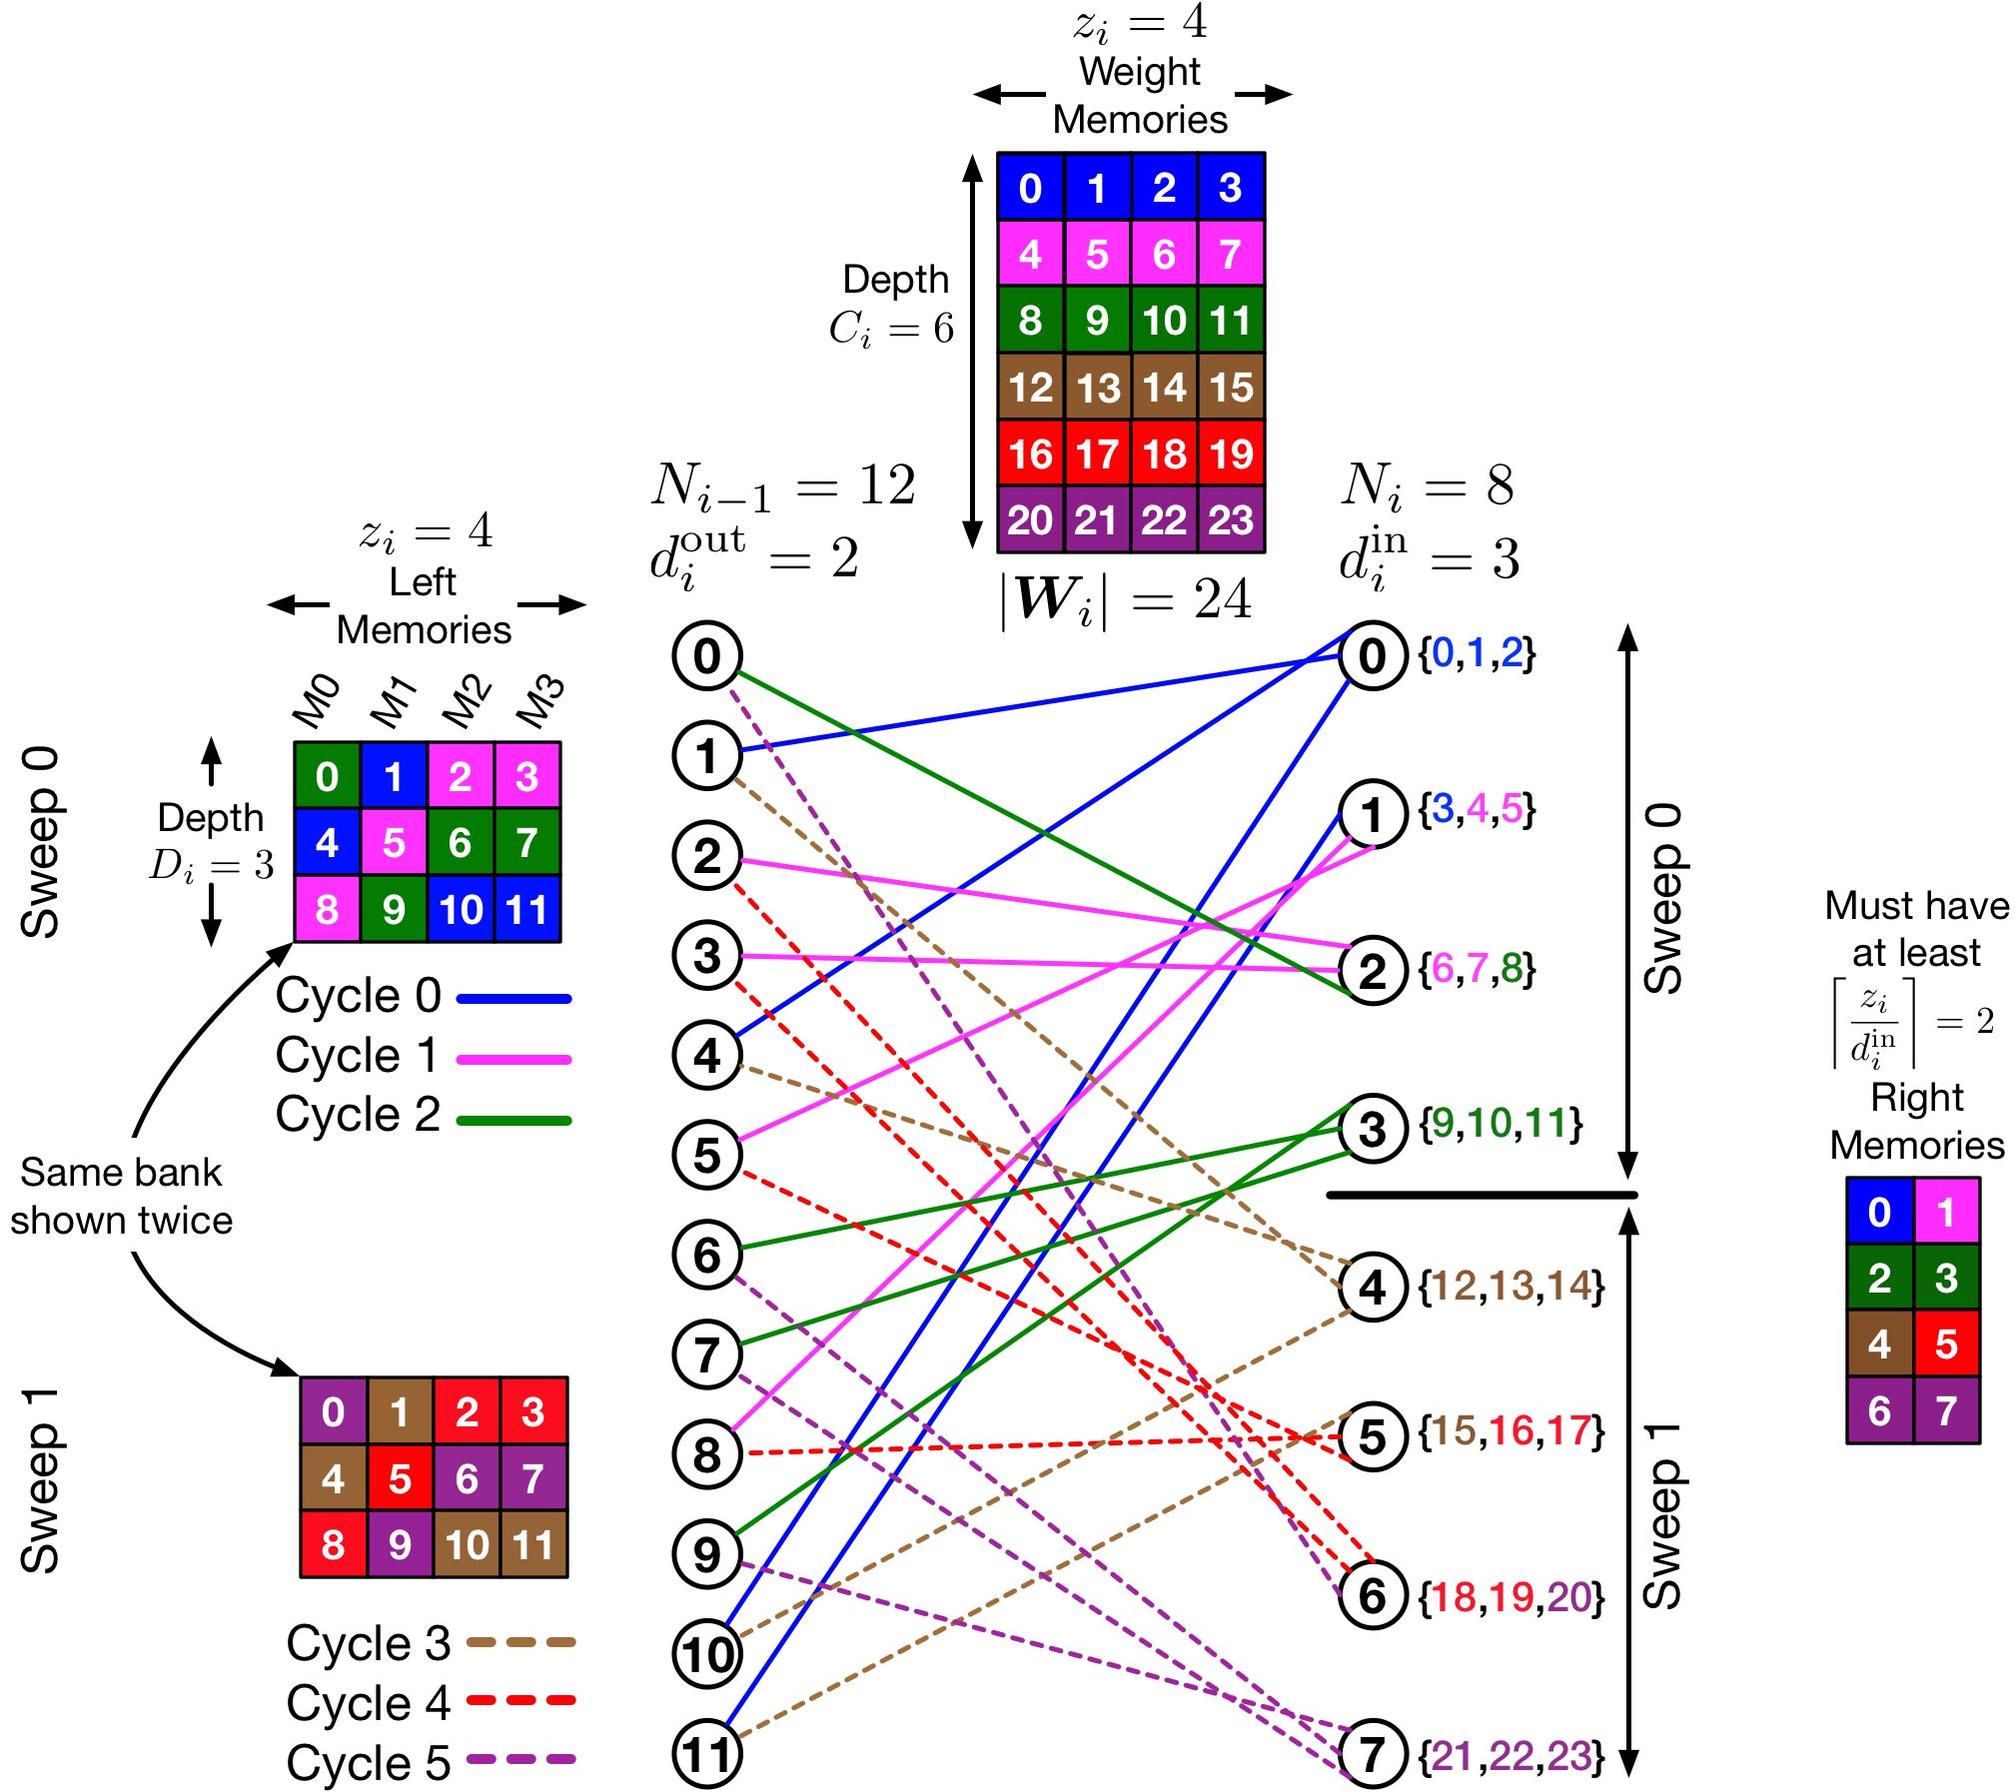 $z_i = 4$
Weight
Memories
Depth
$C_i = 6$
0 1 2 3
4 5 6 7
8 9 10 11
12 13 14 15
16 17 18 19
20 21 22 23
$|\boldsymbol{W}_i| = 24$
$N_{i-1} = 12$
$d_i^{\text{out}} = 2$
$N_i = 8$
$d_i^{\text{in}} = 3$
$z_i = 4$
Left
Memories
M0 M1 M2 M3
Sweep 0
Depth
$D_i = 3$
0 1 2 3
4 5 6 7
8 9 10 11
Cycle 0
Cycle 1
Cycle 2
Same bank
shown twice
Sweep 1
0 1 2 3
4 5 6 7
8 9 10 11
Cycle 3
Cycle 4
Cycle 5
0
1
2
3
4
5
6
7
8
9
10
11
0 {0,1,2}
1 {3,4,5}
2 {6,7,8}
3 {9,10,11}
4 {12,13,14}
5 {15,16,17}
6 {18,19,20}
7 {21,22,23}
Sweep 0
Sweep 1
Must have
at least
$\left\lceil \frac{z_i}{d_i^{\text{in}}} \right\rceil = 2$
Right
Memories
0 1
2 3
4 5
6 7